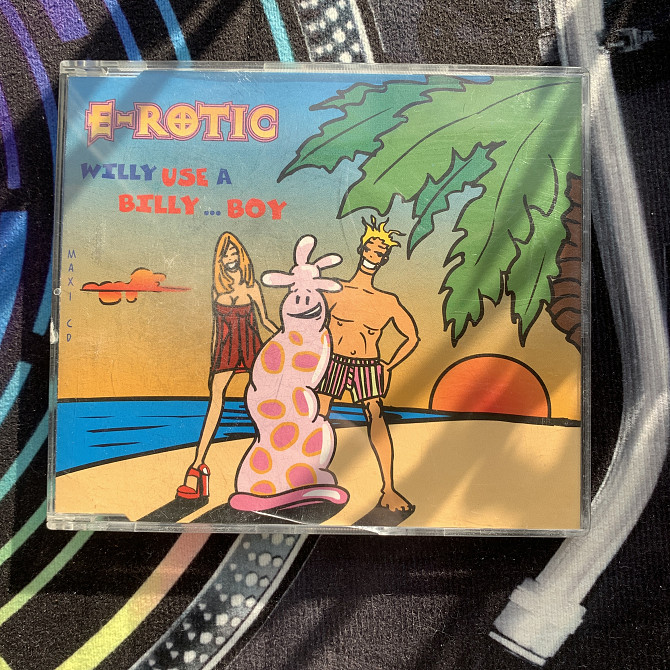 E-ROTIC
WILLY USE A
BILLY ... BOY
MAXI CD